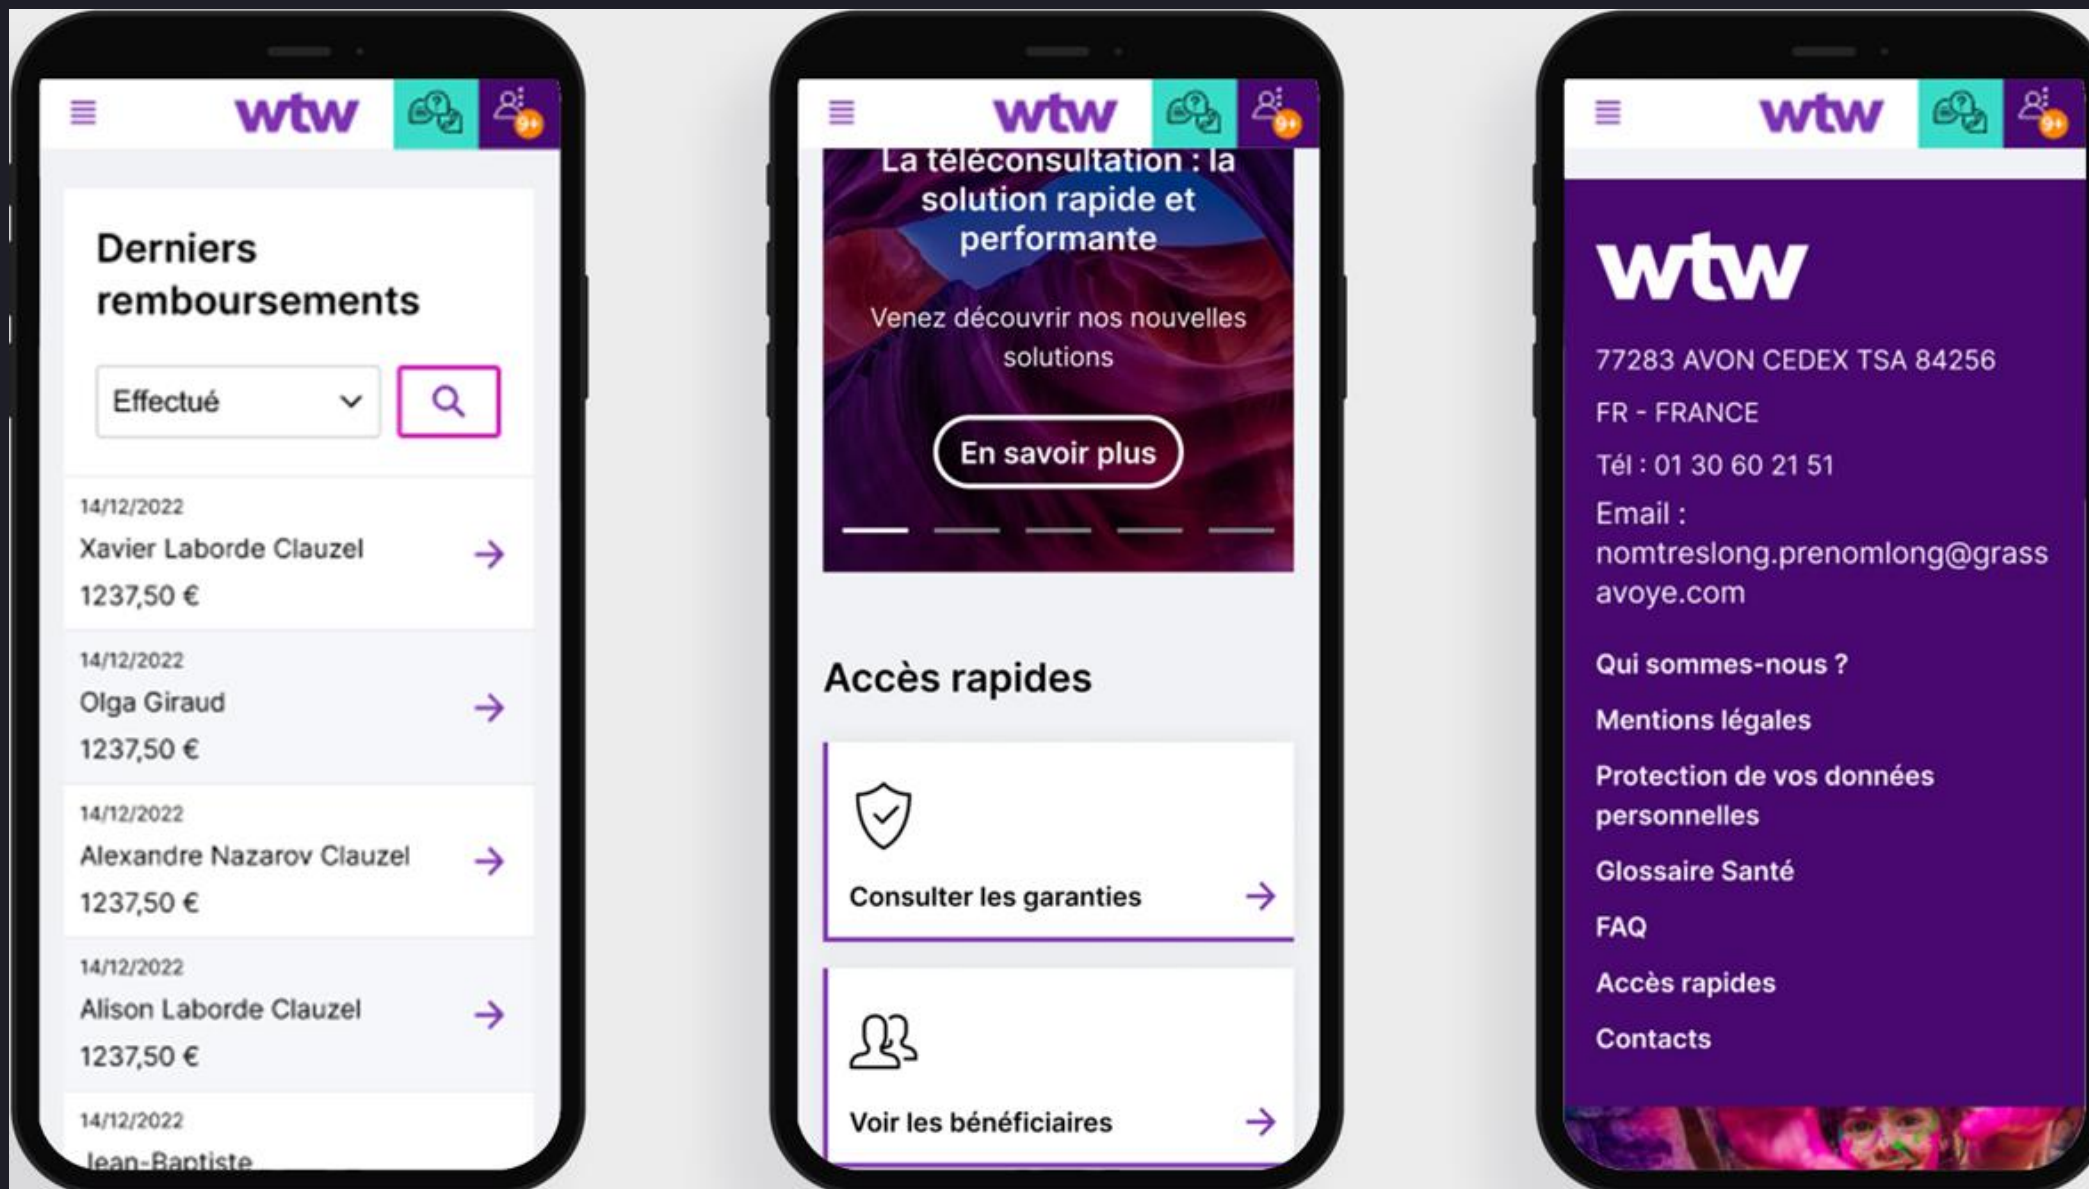 wtw
9+
Derniers
remboursements
Effectué
14/12/2022
Xavier Laborde Clauzel
1237,50 €
14/12/2022
Olga Giraud
1237,50 €
14/12/2022
Alexandre Nazarov Clauzel
1237,50 €
14/12/2022
Alison Laborde Clauzel
1237,50 €
14/12/2022
Jean-Baptiste
wtw
?
9+
La téléconsultation : la
solution rapide et
performante
Venez découvrir nos nouvelles
solutions
En savoir plus
Accès rapides
Consulter les garanties
Voir les bénéficiaires
wtw
?
9+
wtw
77283 AVON CEDEX TSA 84256
FR - FRANCE
Tél : 01 30 60 21 51
Email :
nomtreslong.prenomlong@grass
avoye.com
Qui sommes-nous ?
Mentions légales
Protection de vos données
personnelles
Glossaire Santé
FAQ
Accès rapides
Contacts